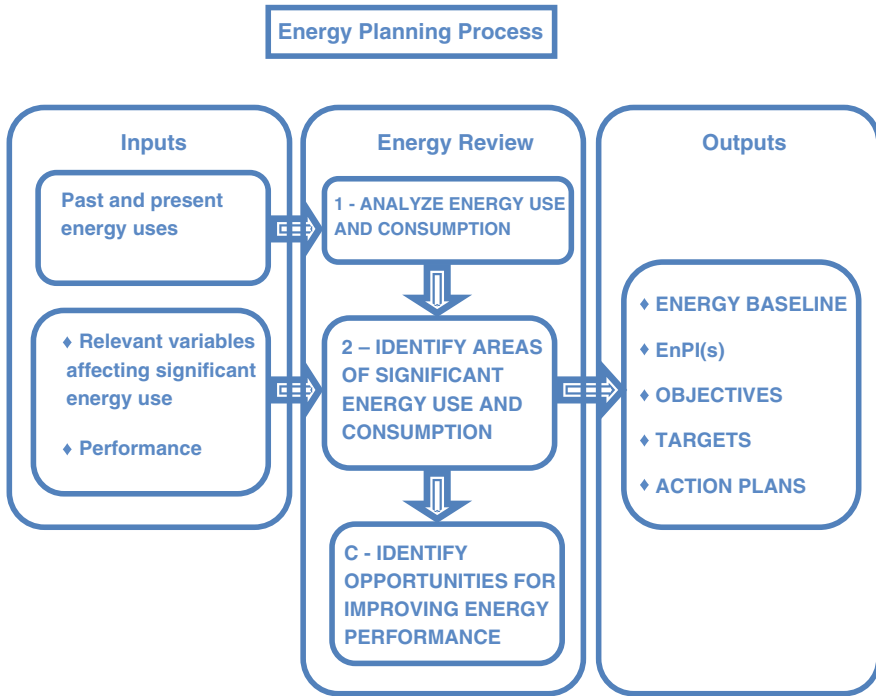 Energy Planning Process
Inputs
Past and present
energy uses
♦ Relevant variables
affecting significant
energy use
♦ Performance
Energy Review
1 - ANALYZE ENERGY USE
AND CONSUMPTION
2 – IDENTIFY AREAS
OF SIGNIFICANT
ENERGY USE AND
CONSUMPTION
C - IDENTIFY
OPPORTUNITIES FOR
IMPROVING ENERGY
PERFORMANCE
Outputs
♦ ENERGY BASELINE
♦ EnPI(s)
♦ OBJECTIVES
♦ TARGETS
♦ ACTION PLANS